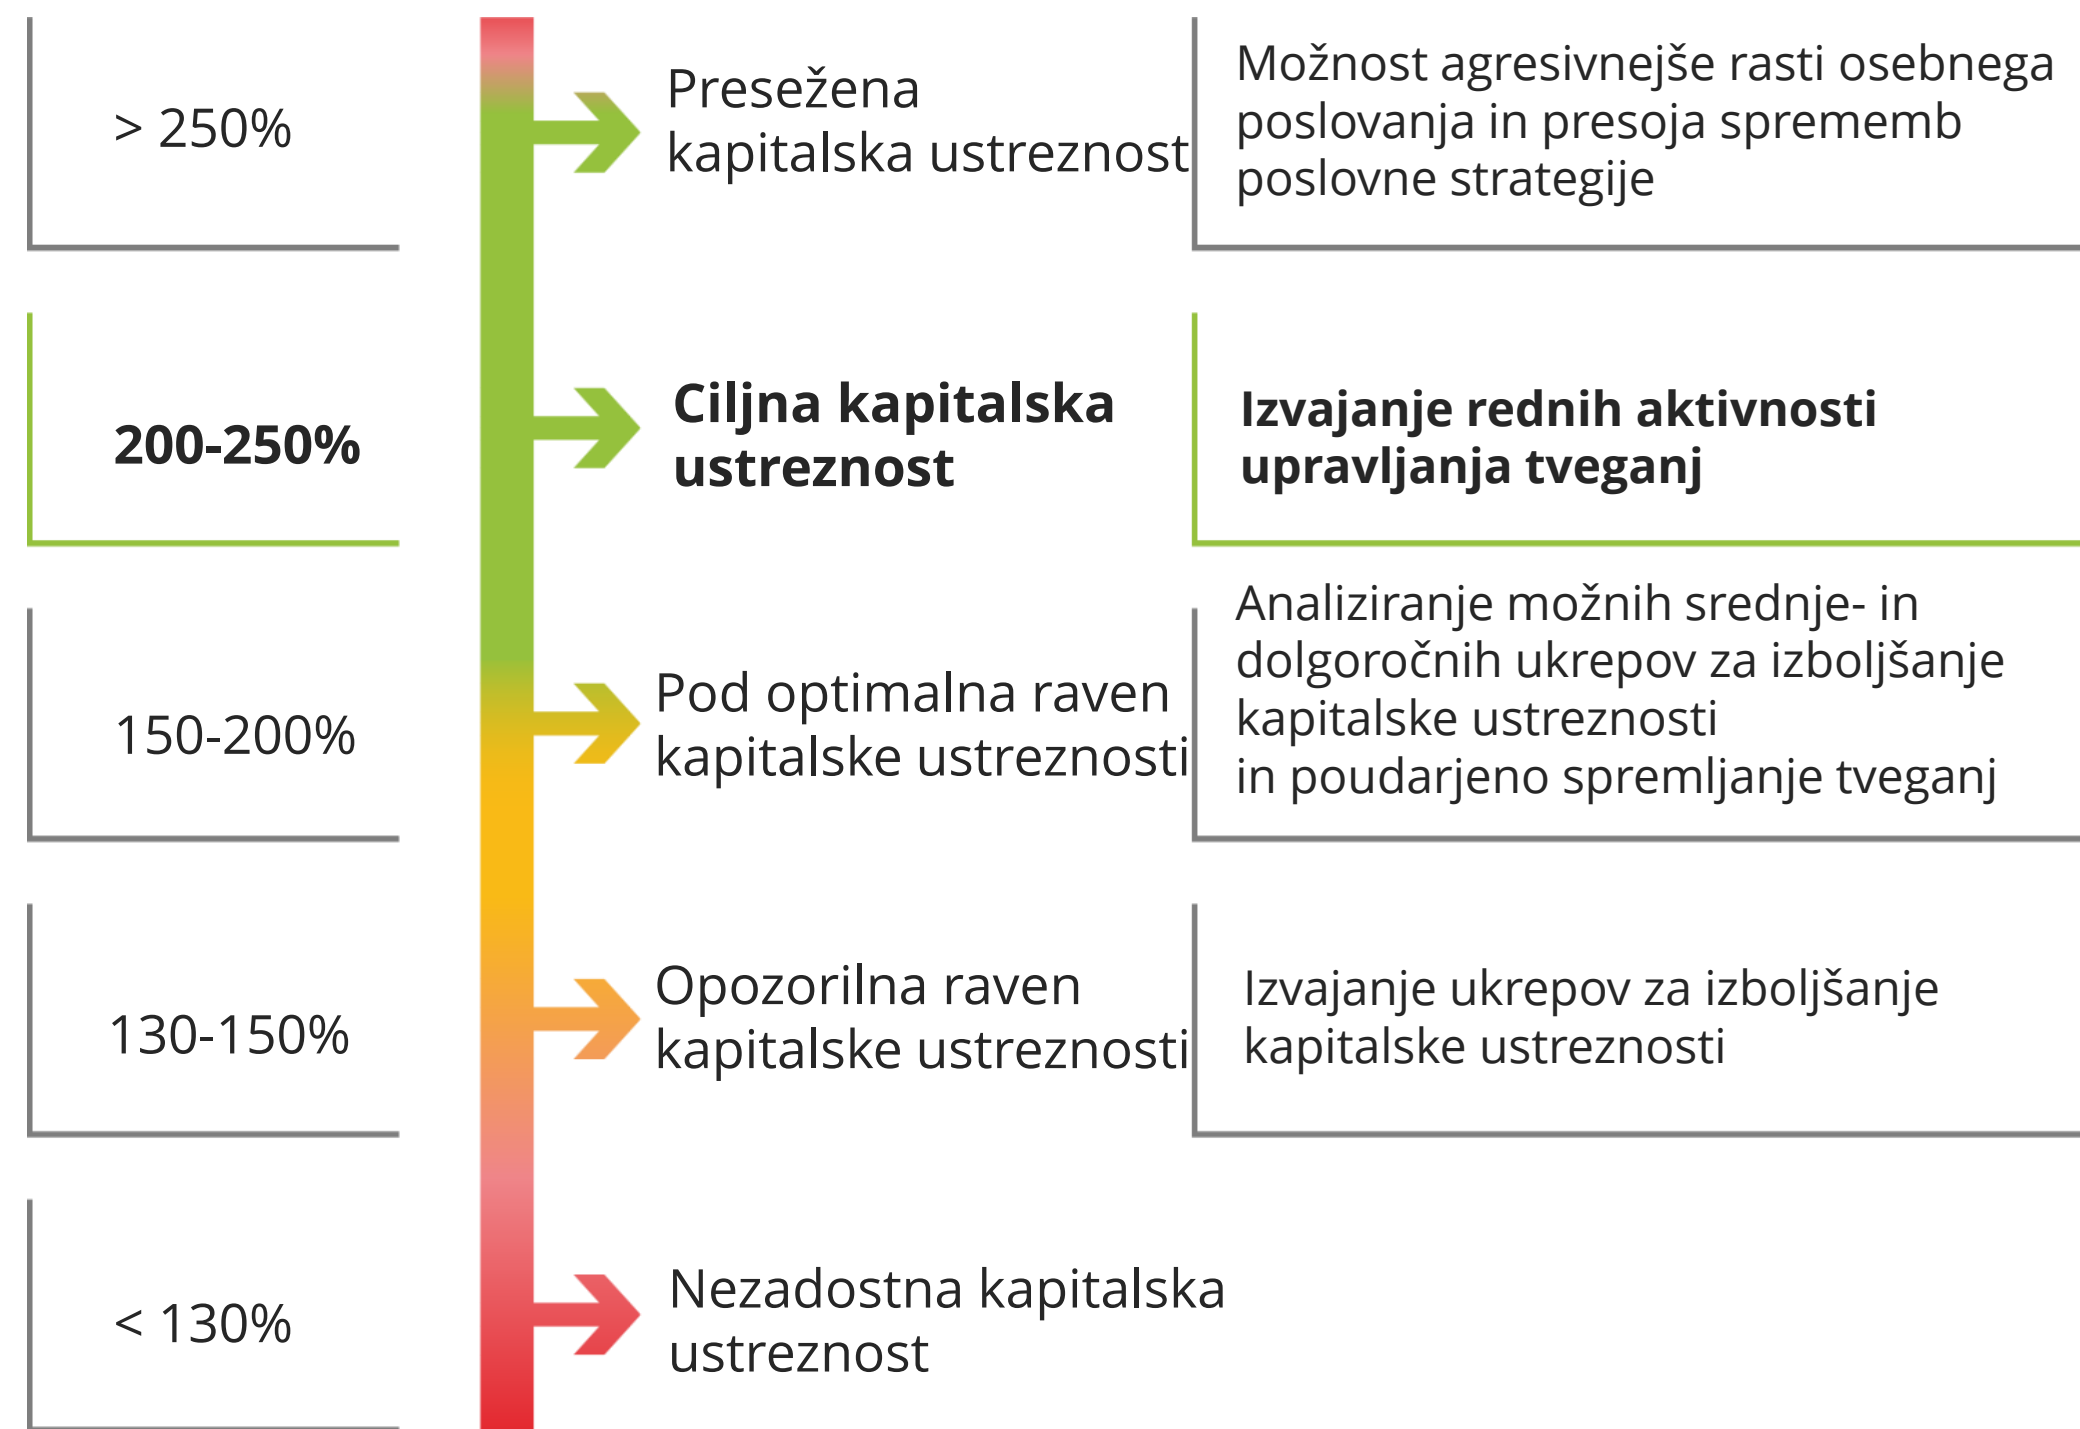 > 250%
Presežena
kapitalska ustreznost
Možnost agresivnejše rasti osebnega
poslovanja in presoja sprememb
poslovne strategije
200-250%
Ciljna kapitalska
ustreznost
Izvajanje rednih aktivnosti
upravljanja tveganj
150-200%
Pod optimalna raven
kapitalske ustreznosti
Analiziranje možnih srednje- in
dolgoročnih ukrepov za izboljšanje
kapitalske ustreznosti
in poudarjeno spremljanje tveganj
130-150%
Opozorilna raven
kapitalske ustreznosti
Izvajanje ukrepov za izboljšanje
kapitalske ustreznosti
< 130%
Nezadostna kapitalska
ustreznost